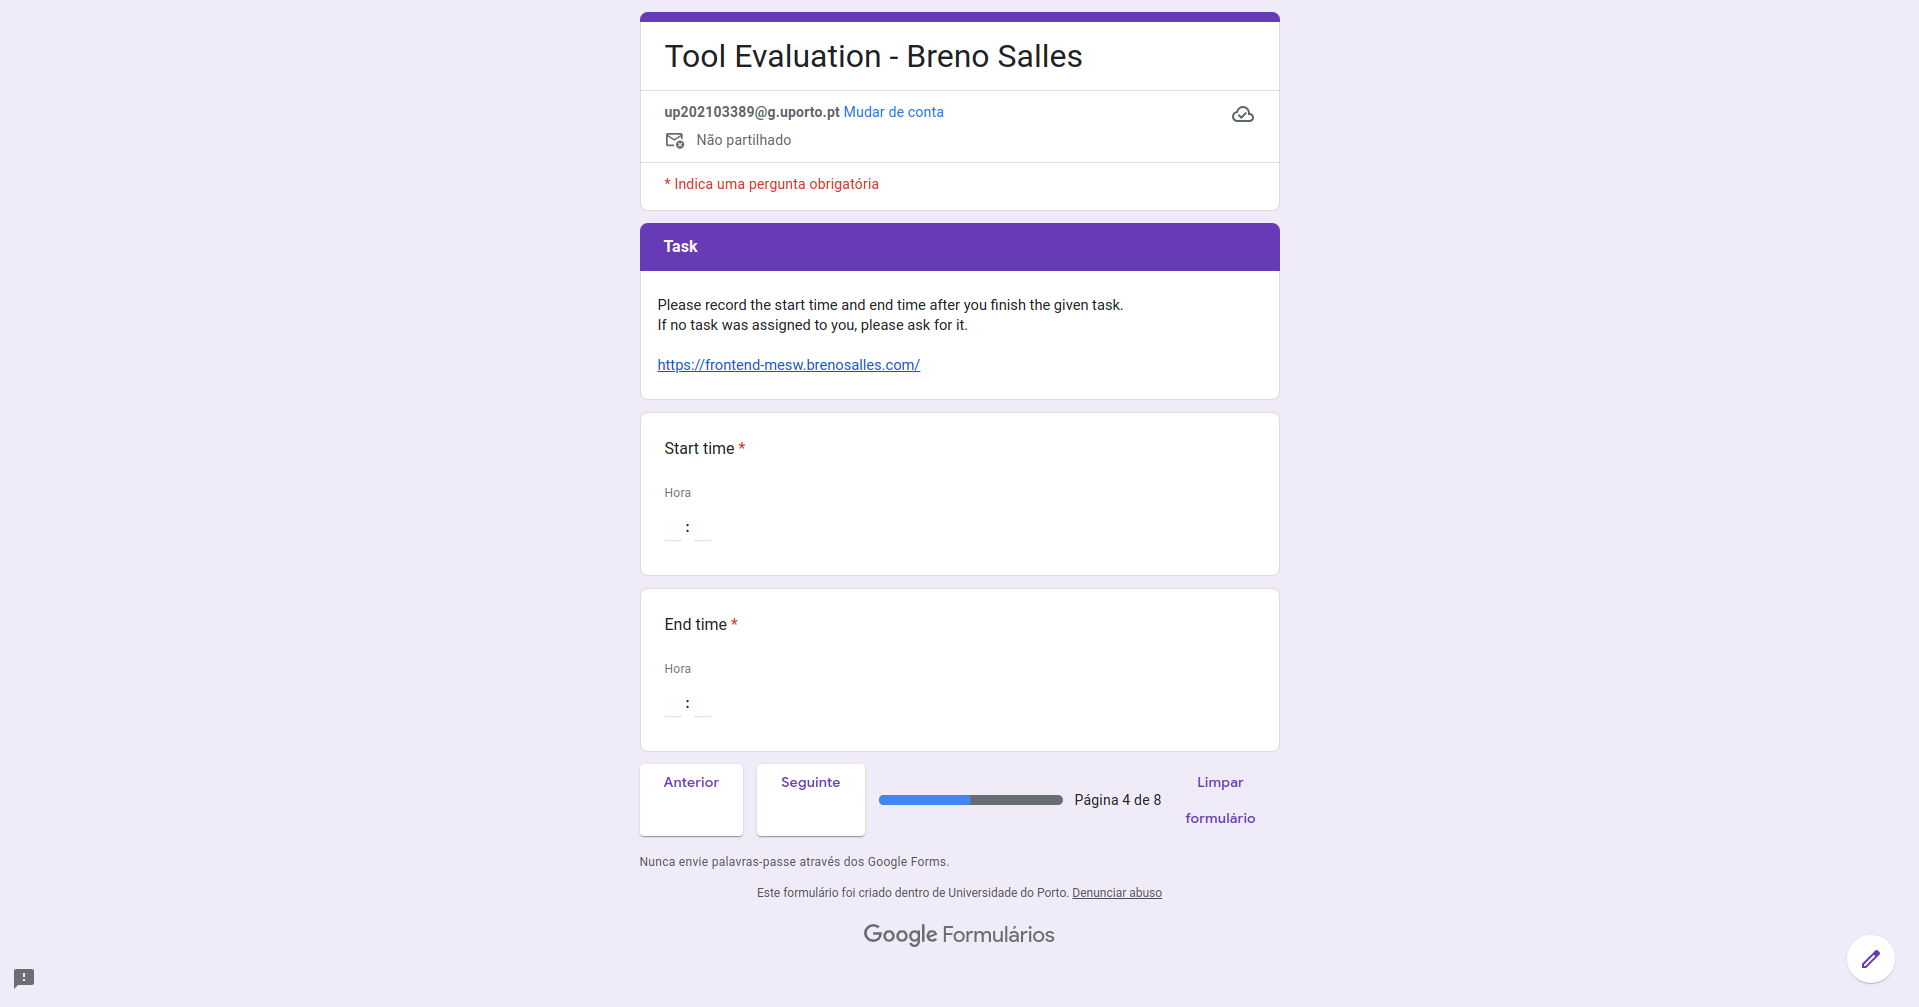 Tool Evaluation - Breno Salles
up202103389@g.uporto.pt Mudar de conta
Não partilhado
* Indica uma pergunta obrigatória
Task
Please record the start time and end time after you finish the given task.
If no task was assigned to you, please ask for it.
https://frontend-mesw.brenosalles.com/
Start time *
Hora
:
End time *
Hora
:
Anterior
Seguinte
Página 4 de 8
Limpar
formulário
Nunca envie palavras-passe através dos Google Forms.
Este formulário foi criado dentro de Universidade do Porto. Denunciar abuso
Google Formulários